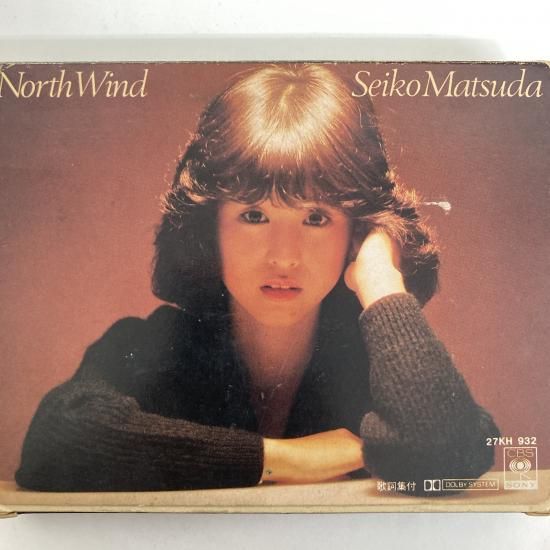 North Wind
Seiko Matsuda
27KH 932
CBS
SONY
歌詞集付 DOLBY SYSTEM